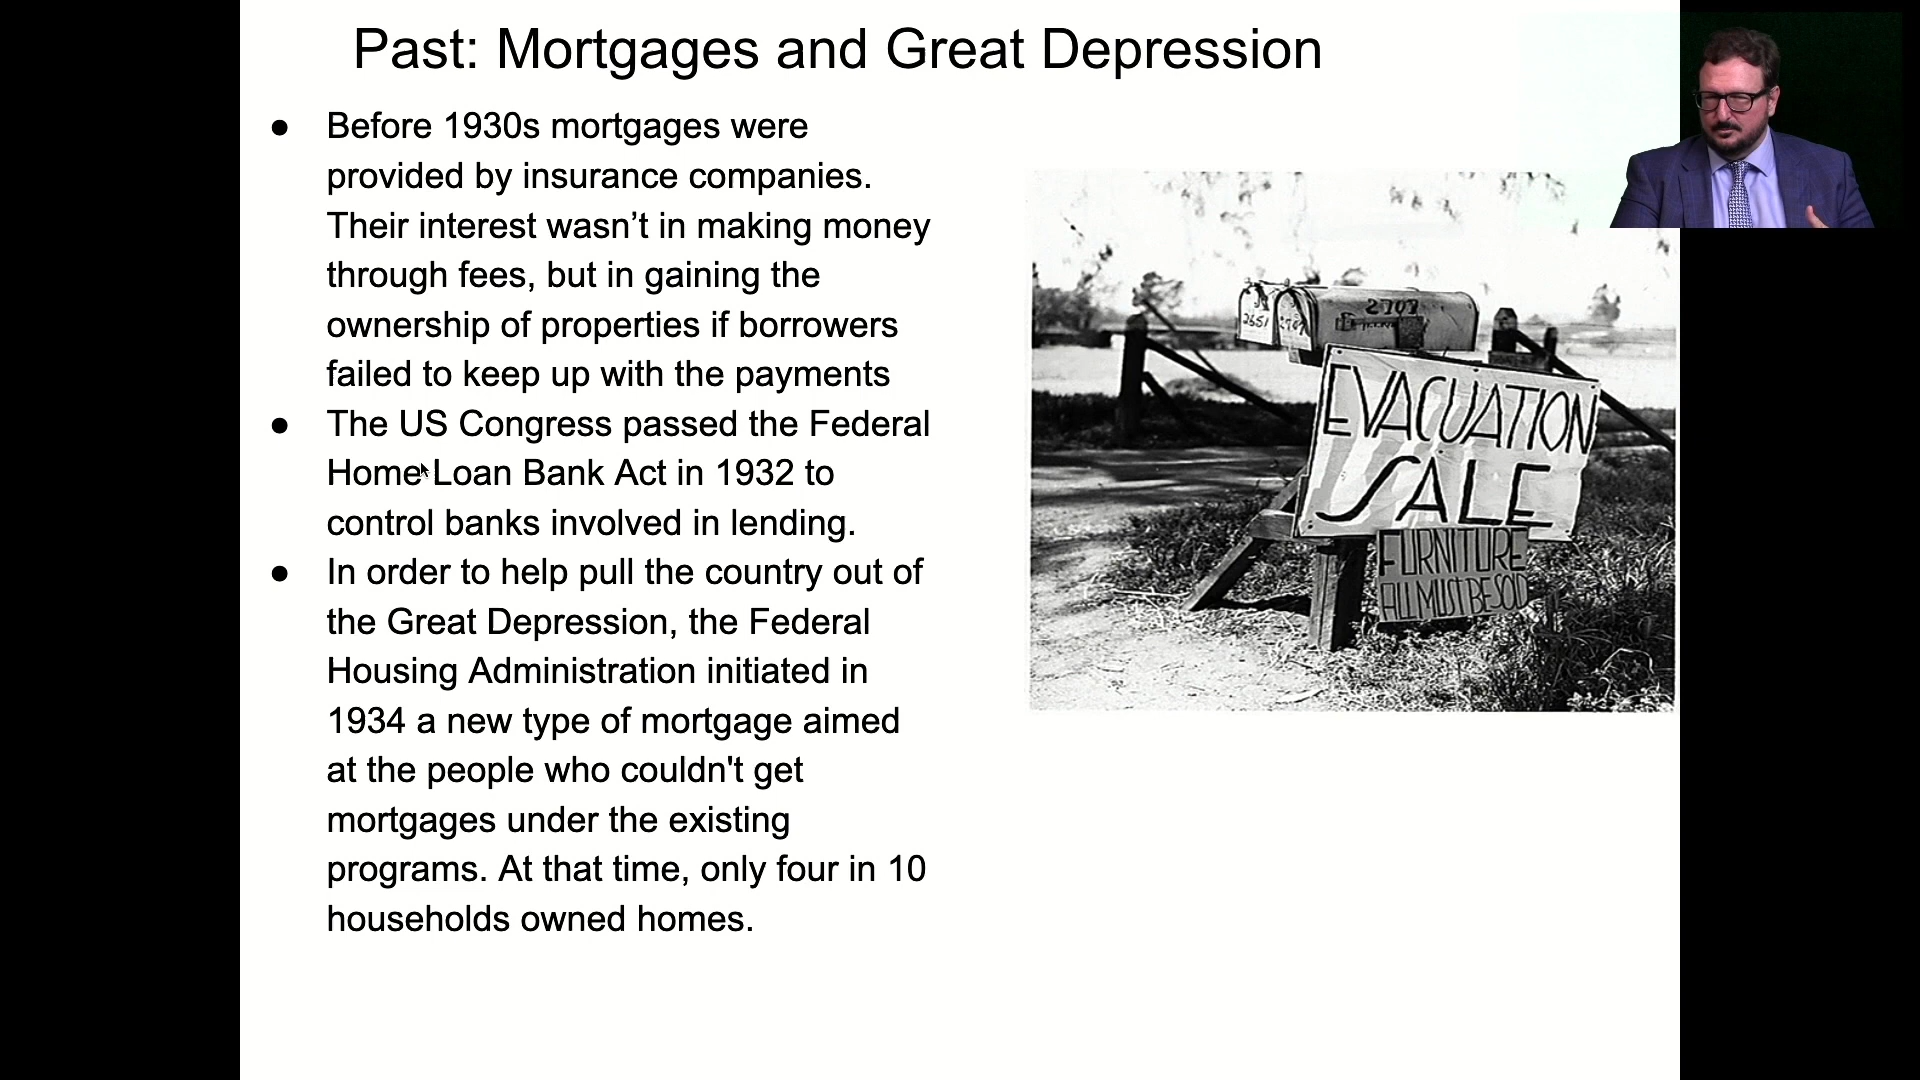 Past: Mortgages and Great Depression
● Before 1930s mortgages were
provided by insurance companies.
Their interest wasn’t in making money
through fees, but in gaining the
ownership of properties if borrowers
failed to keep up with the payments
● The US Congress passed the Federal
Home Loan Bank Act in 1932 to
control banks involved in lending.
● In order to help pull the country out of
the Great Depression, the Federal
Housing Administration initiated in
1934 a new type of mortgage aimed
at the people who couldn't get
mortgages under the existing
programs. At that time, only four in 10
households owned homes.
2707
EVACUATION
SALE
FURNITURE
ALL MUST BE SOLD